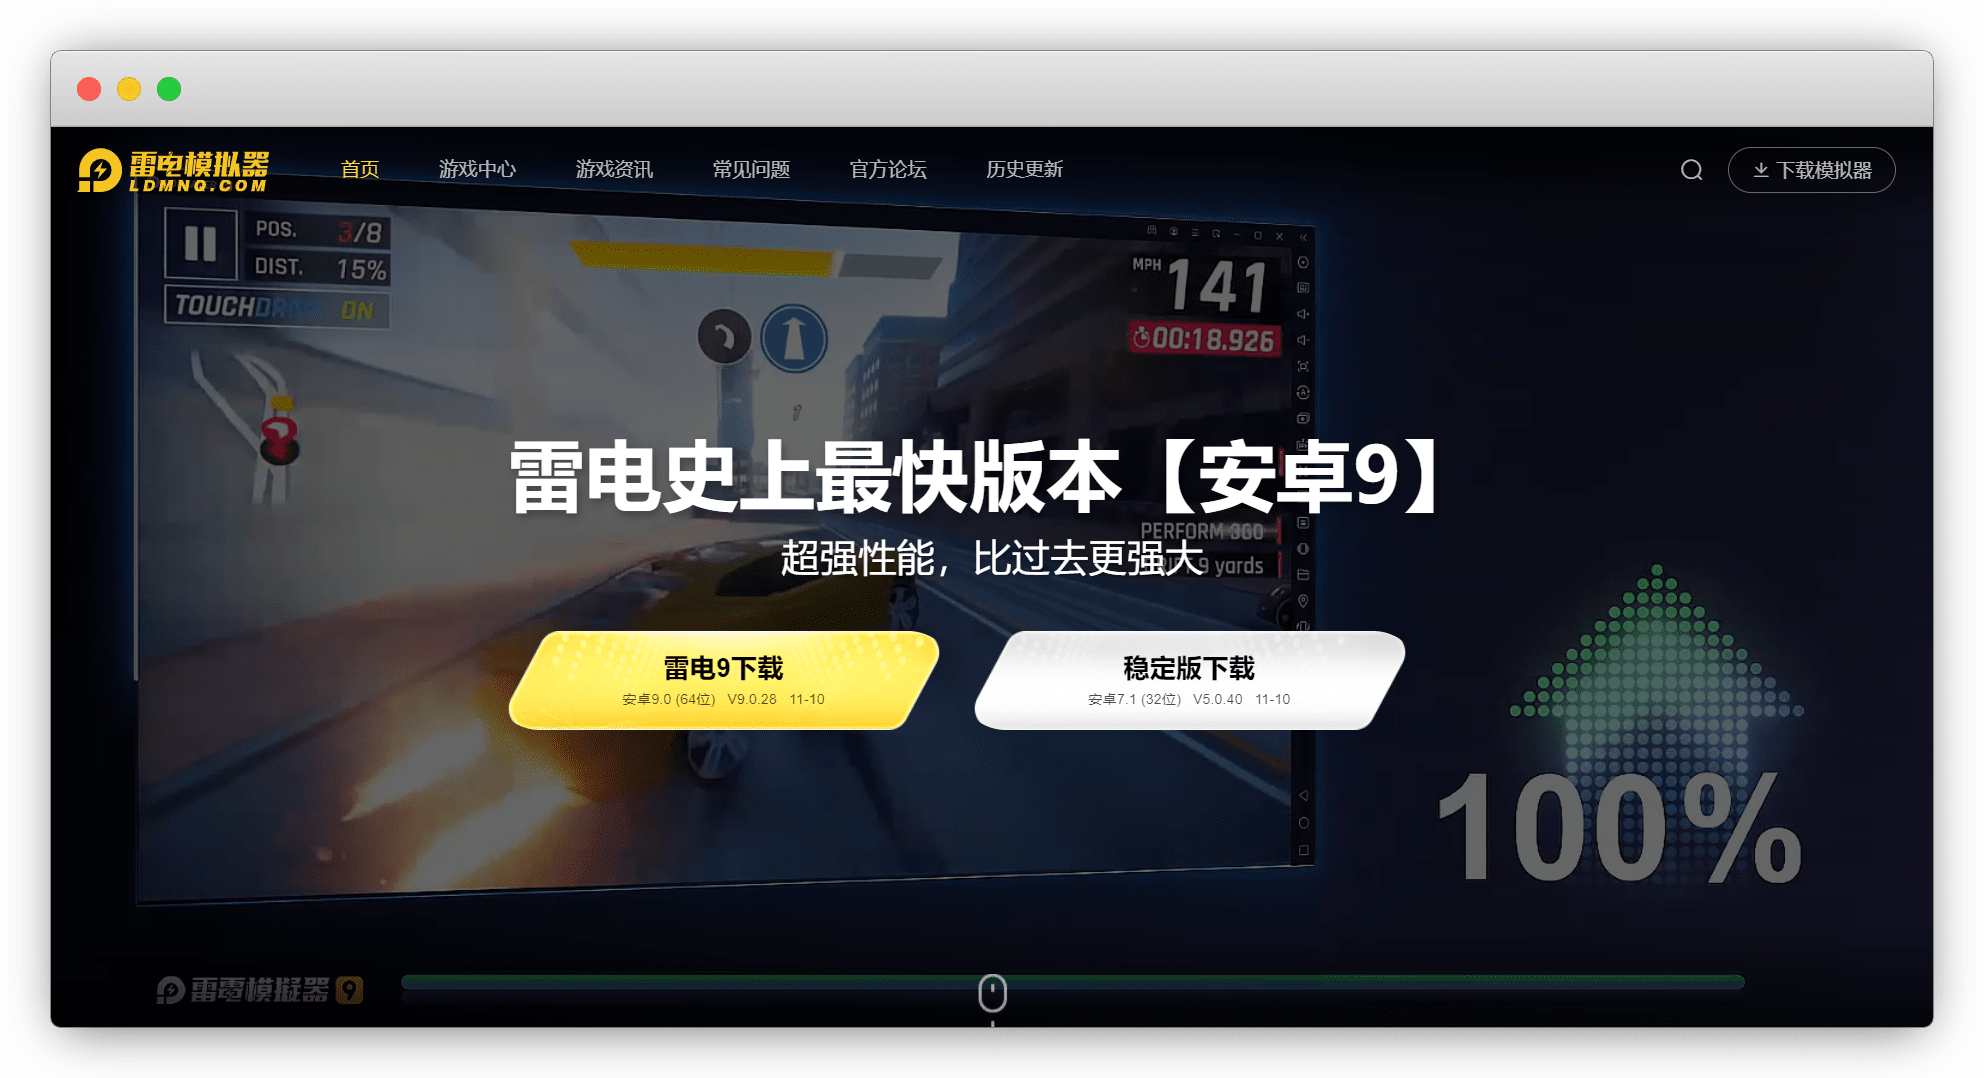 雷电模拟器
LDMNQ.COM
首页
游戏中心
游戏资讯
常见问题
官方论坛
历史更新
下载模拟器
POS. 3/8
DIST. 15%
TOUCHDRIVE ON
MPH 141
00:18.926
1
雷电史上最快版本【安卓9】
PERFORM 360
超强性能，比过去更强大
9 yards
雷电9下载
安卓9.0 (64位) V9.0.28 11-10
稳定版下载
安卓7.1 (32位) V5.0.40 11-10
100%
雷電模擬器 9